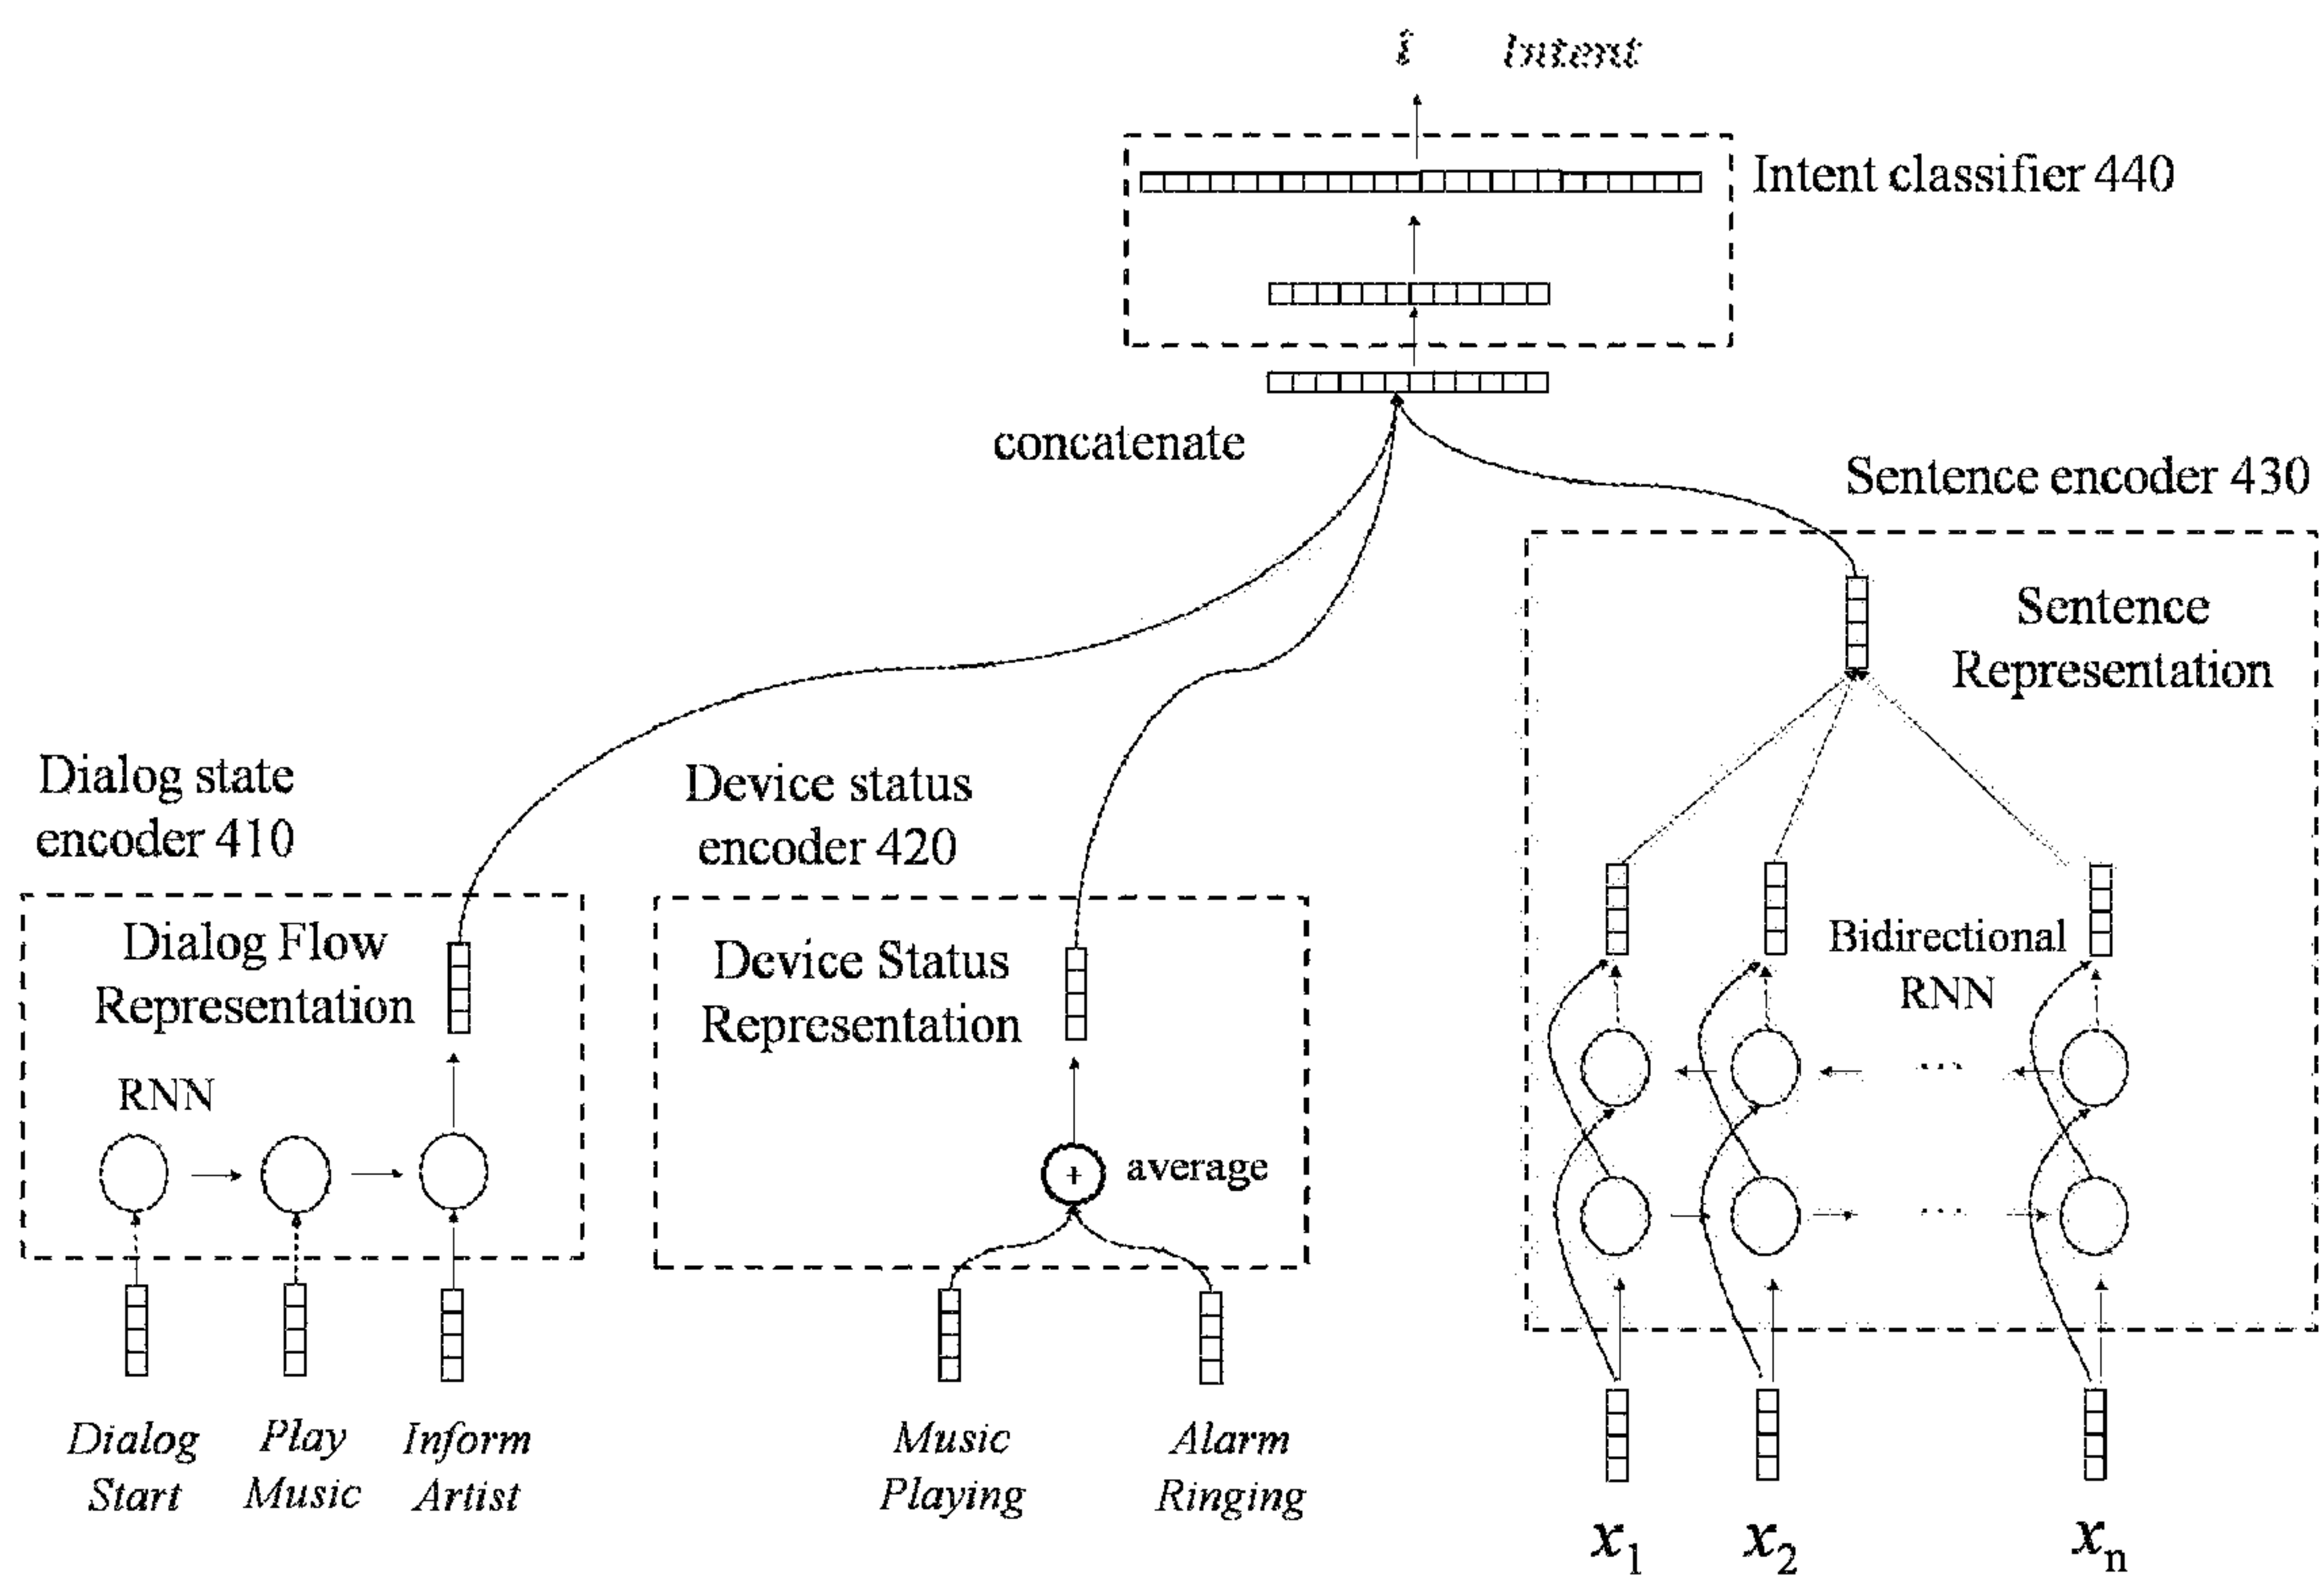 i Intent
Intent classifier 440
concatenate
Sentence encoder 430
Sentence
Representation
Dialog state
encoder 410
Device status
encoder 420
Dialog Flow
Representation
RNN
Device Status
Representation
average
Bidirectional
RNN
...
...
Dialog
Start
Play
Music
Inform
Artist
Music
Playing
Alarm
Ringing
x1
x2
xn